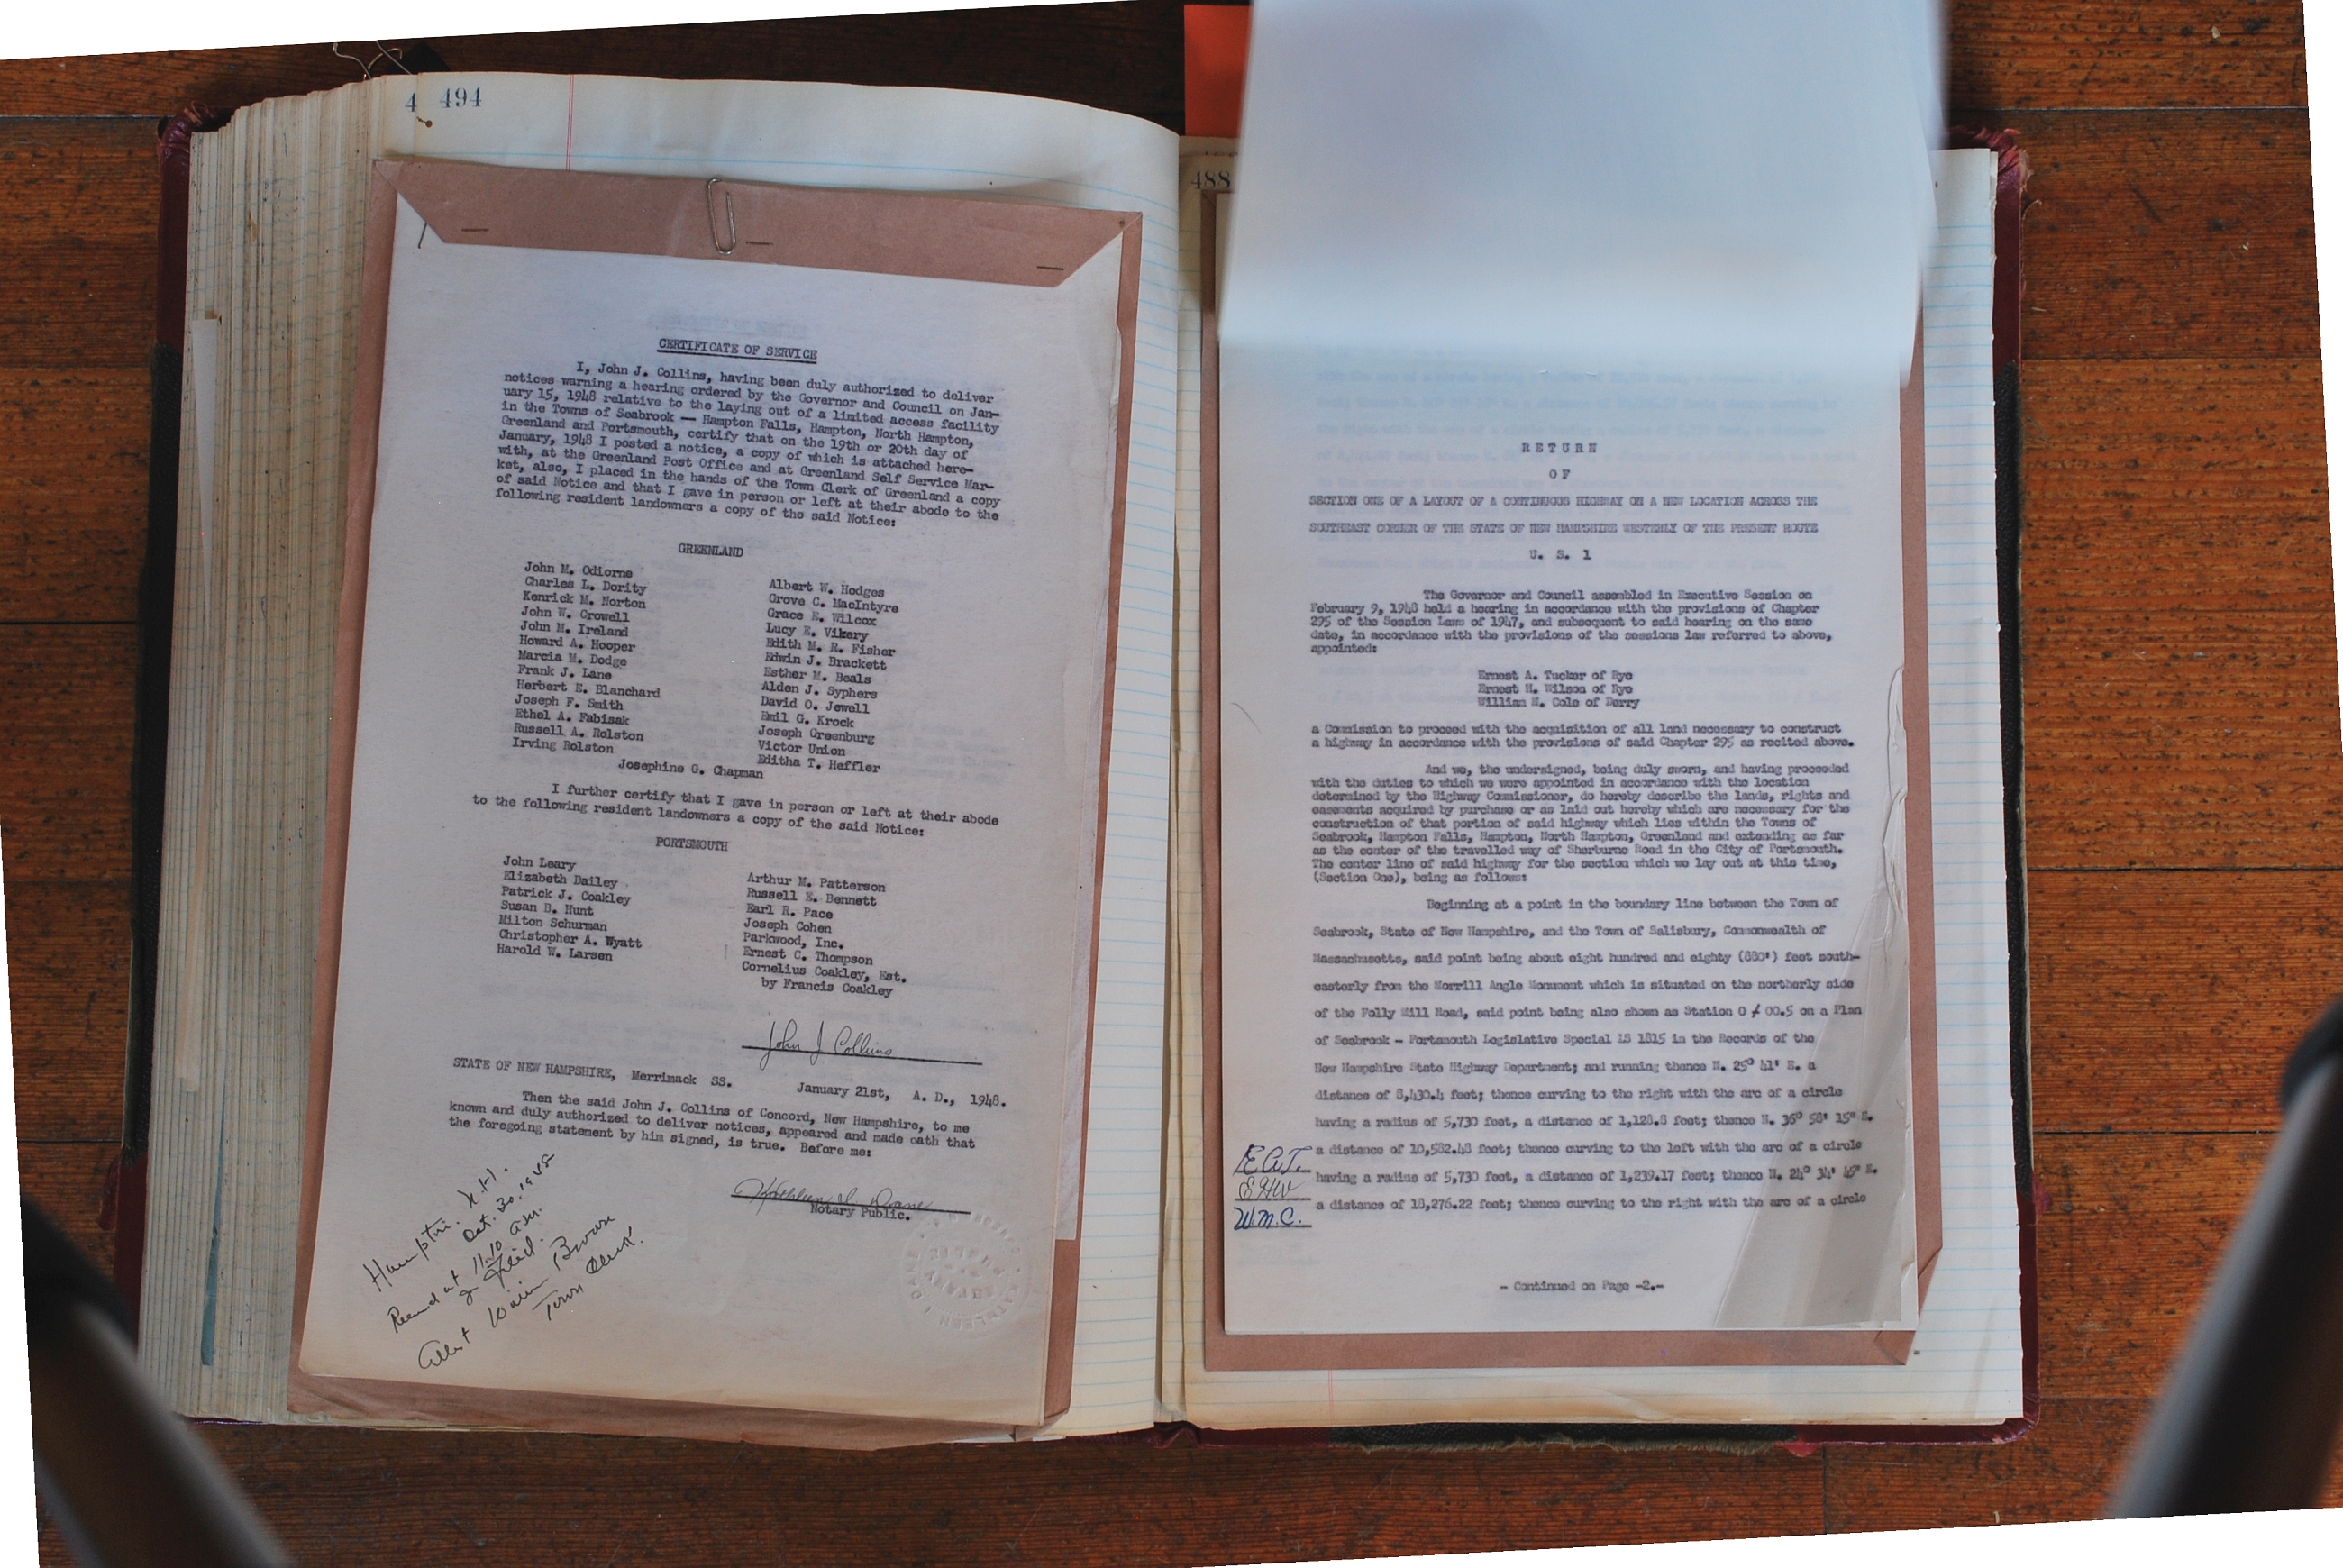 4 494
CERTIFICATE OF SERVICE
I, John J. Collins, having been duly authorized to deliver
notices warning a hearing ordered by the Governor and Council on Jan-
uary 15, 1948 relative to the laying out of a limited access facility
in the Towns of Seabrook — Hampton Falls, Hampton, North Hampton,
Greenland and Portsmouth, certify that on the 19th or 20th day of
January, 1948 I posted a notice, a copy of which is attached here-
with, at the Greenland Post Office and at Greenland Self Service Mar-
ket, also, I placed in the hands of the Town Clerk of Greenland a copy
of said Notice and that I gave in person or left at their abode to the
following resident landowners a copy of the said Notice:
GREENLAND
John M. Odiorne
Charles L. Dority
Kenrick M. Norton
John W. Crowell
John M. Ireland
Howard A. Hooper
Marcia M. Dodge
Frank J. Lane
Herbert E. Blanchard
Joseph F. Smith
Ethel A. Fabisak
Russell A. Rolston
Irving Rolston
Albert W. Hodges
Grove C. MacIntyre
Grace E. Wilcox
Lucy E. Vikery
Edith M. R. Fisher
Edwin J. Brackett
Esther M. Beals
Alden J. Syphers
David O. Jewell
Emil G. Krock
Joseph Greenburg
Victor Union
Editha T. Heffler
Josephine G. Chapman
I further certify that I gave in person or left at their abode
to the following resident landowners a copy of the said Notice:
PORTSMOUTH
John Leary
Elizabeth Dailey
Patrick J. Coakley
Susan B. Hunt
Milton Schurman
Christopher A. Wyatt
Harold W. Larsen
Arthur M. Patterson
Russell E. Bennett
Earl R. Pace
Joseph Cohen
Parkwood, Inc.
Ernest C. Thompson
Cornelius Coakley, Est.
by Francis Coakley
John J Collins
STATE OF NEW HAMPSHIRE, Merrimack SS. January 21st, A. D., 1948.
Then the said John J. Collins of Concord, New Hampshire, to me
known and duly authorized to deliver notices, appeared and made oath that
the foregoing statement by him signed, is true. Before me:
Kathleen
Notary Public.
Hampton. N.H.
Oct. 30. 1948
Received at 11.10 A.M.
& Filed.
Attest William Brown
Town Clerk
488
RETURN
OF
SECTION ONE OF A LAYOUT OF A CONTINUOUS HIGHWAY ON A NEW LOCATION ACROSS THE
SOUTHEAST CORNER OF THE STATE OF NEW HAMPSHIRE WESTERLY OF THE PRESENT ROUTE
U. S. 1
The Governor and Council assembled in Executive Session on
February 9, 1948 held a hearing in accordance with the provisions of Chapter
295 of the Session Laws of 1947, and subsequent to said hearing on the same
date, in accordance with the provisions of the sessions law referred to above,
appointed:
Ernest A. Tucker of Rye
Ernest H. Wilson of Rye
William M. Cole of Derry
a Commission to proceed with the acquisition of all land necessary to construct
a highway in accordance with the provisions of said Chapter 295 as recited above.
And we, the undersigned, being duly sworn, and having proceeded
with the duties to which we were appointed in accordance with the location
determined by the Highway Commissioner, do hereby describe the lands, rights and
easements acquired by purchase or as laid out hereby which are necessary for the
construction of that portion of said highway which lies within the Towns of
Seabrook, Hampton Falls, Hampton, North Hampton, Greenland and extending as far
as the center of the travelled way of Sherburne Road in the City of Portsmouth.
The center line of said highway for the section which we lay out at this time,
(Section One), being as follows:
Beginning at a point in the boundary line between the Town of
Seabrook, State of New Hampshire, and the Town of Salisbury, Commonwealth of
Massachusetts, said point being about eight hundred and eighty (880') feet south-
easterly from the Morrill Angle Monument which is situated on the northerly side
of the Folly Mill Road, said point being also shown as Station 0 ≠ 00.5 on a Plan
of Seabrook - Portsmouth Legislative Special LS 1815 in the Records of the
New Hampshire State Highway Department; and running thence N. 25° 41' E. a
distance of 8,430.4 feet; thence curving to the right with the arc of a circle
having a radius of 5,730 feet, a distance of 1,128.8 feet; thence N. 36° 58' 15" E.
a distance of 10,582.48 feet; thence curving to the left with the arc of a circle
having a radius of 5,730 feet, a distance of 1,239.17 feet; thence N. 24° 34' 45" E.
a distance of 18,276.22 feet; thence curving to the right with the arc of a circle
E.A.T.
E.H.W
W.M.C.
- Continued on Page -2.-